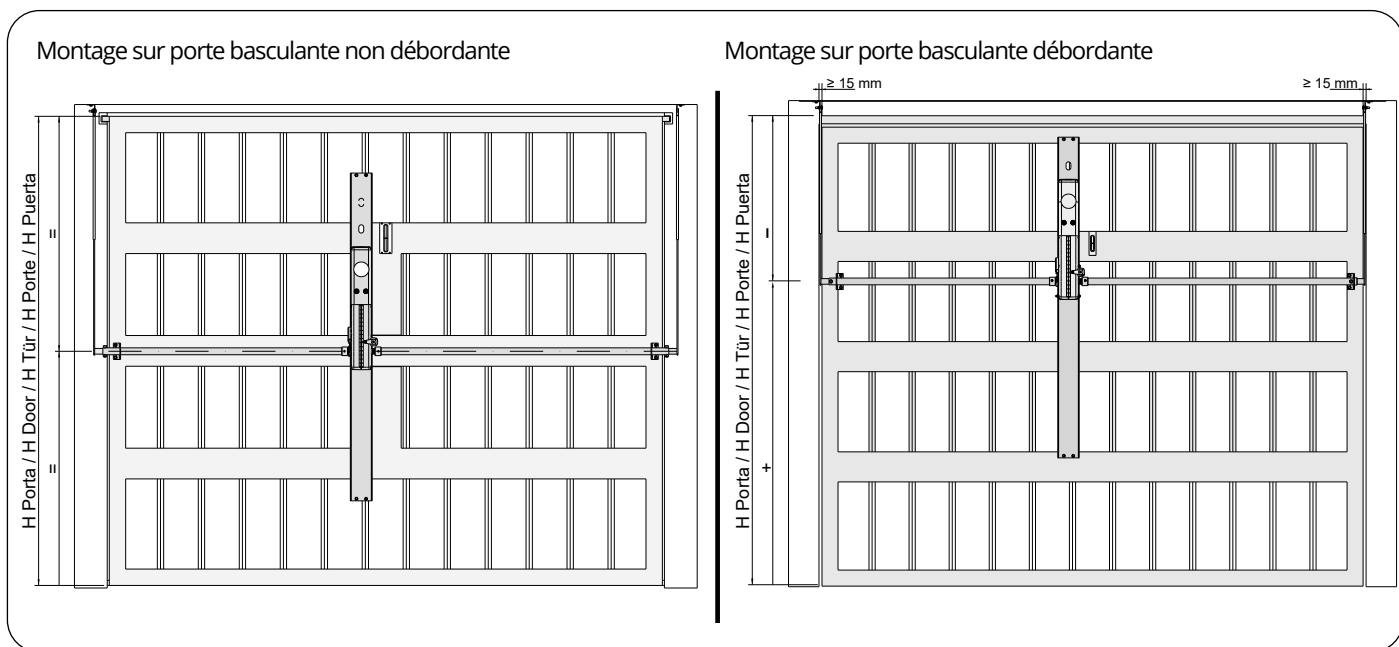 Montage sur porte basculante non débordante
H Porta / H Door / H Tür / H Porte / H Puerta
=
=
Montage sur porte basculante débordante
≥ 15 mm
≥ 15 mm
H Porta / H Door / H Tür / H Porte / H Puerta
–
+